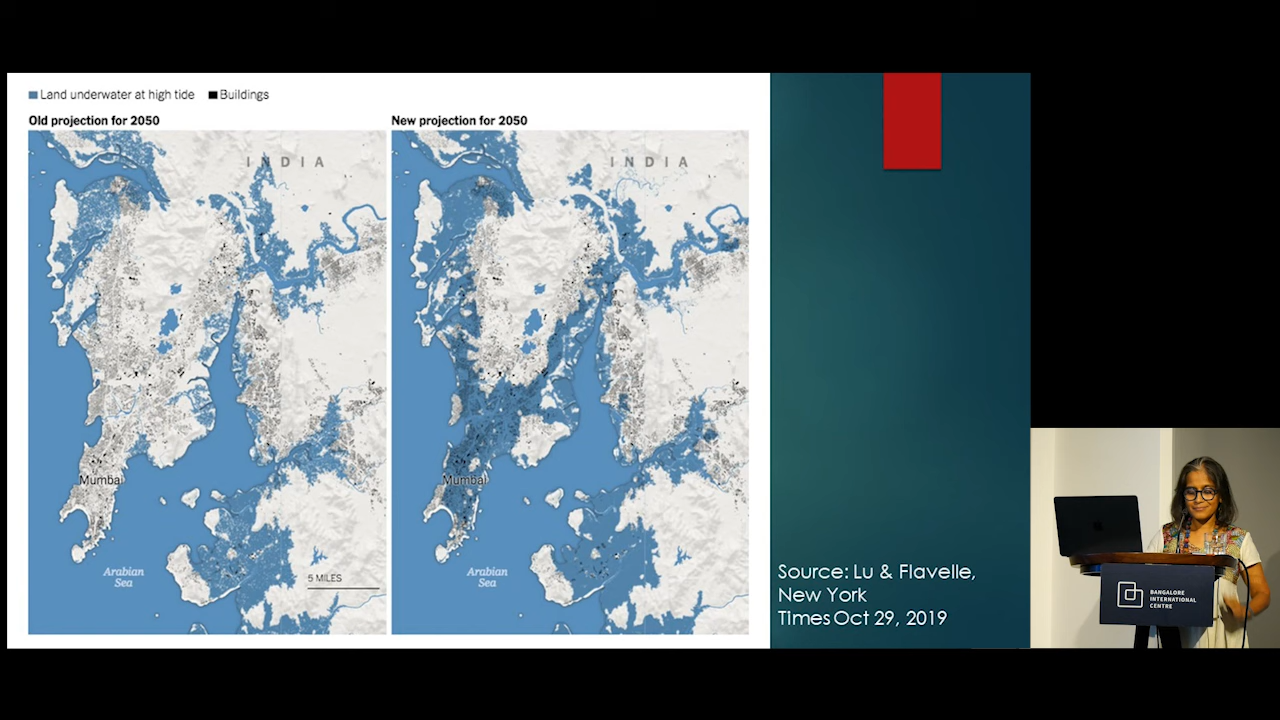 Land underwater at high tide Buildings
Old projection for 2050
New projection for 2050
INDIA
INDIA
Mumbai
Mumbai
Arabian
Sea
Arabian
Sea
5 MILES
Source: Lu & Flavelle,
New York
Times Oct 29, 2019
BANGALORE
INTERNATIONAL
CENTRE